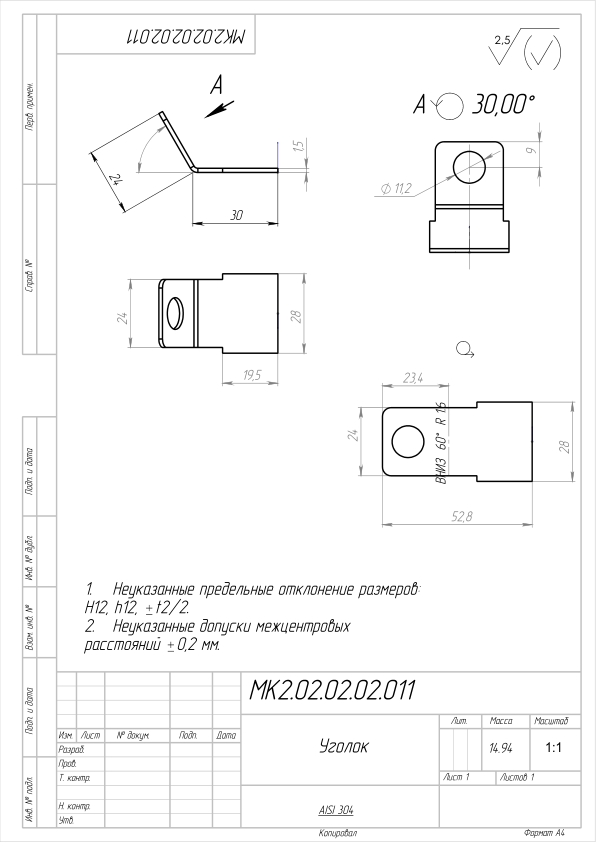 МК2.02.02.02.011
2,5
A
A 30,00°
24
1,5
30
9
Ø 11,2
24
28
19,5
23,4
24
ВНИЗ 60° R 1.6
28
52,8
1. Неуказанные предельные отклонение размеров:
H12, h12, ±t2/2.
2. Неуказанные допуски межцентровых
расстояний ±0,2 мм.
Перв. примен.
Справ. №
Подп. и дата
Инв. № дубл.
Взам. инв. №
Подп. и дата
Инв. № подл.
МК2.02.02.02.011
Изм. Лист № докум. Подп. Дата
Разраб.
Пров.
Т. контр.
Н. контр.
Утв.
Уголок
Лит. Масса Масштаб
14.94 1:1
Лист 1 Листов 1
AISI 304
Копировал Формат А4